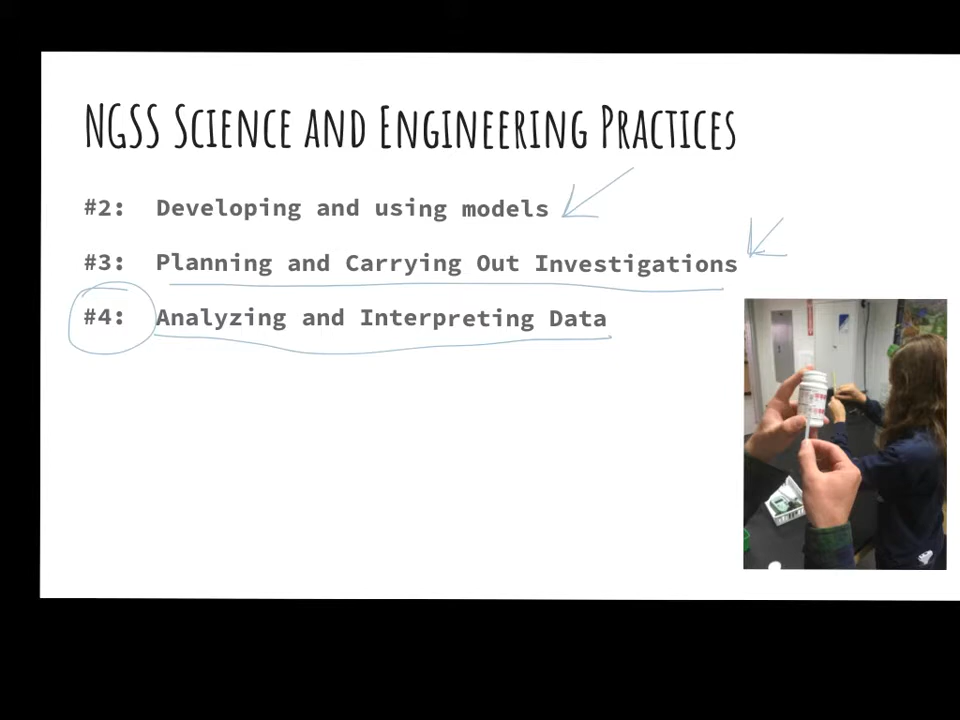 NGSS Science and Engineering Practices
#2: Developing and using models
#3: Planning and Carrying Out Investigations
#4: Analyzing and Interpreting Data